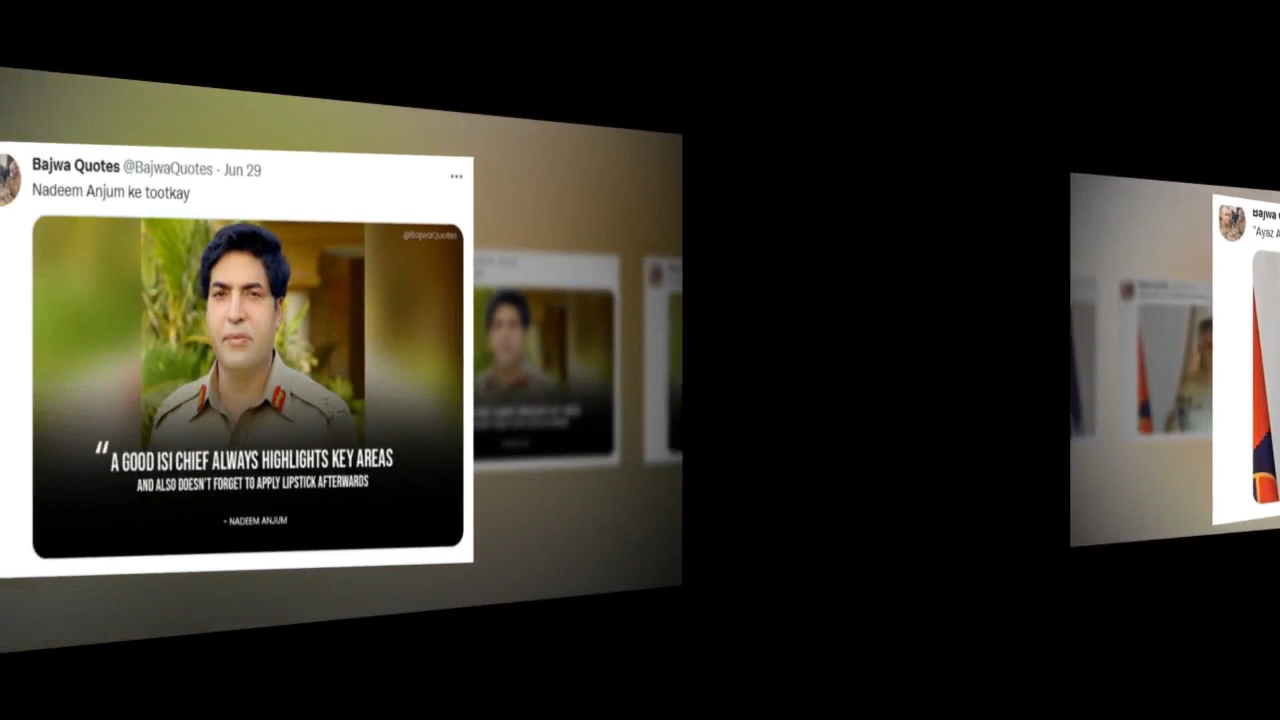 Bajwa Quotes @BajwaQuotes · Jun 29
Nadeem Anjum ke tootkay
@BajwaQuotes
“A GOOD ISI CHIEF ALWAYS HIGHLIGHTS KEY AREAS
AND ALSO DOESN'T FORGET TO APPLY LIPSTICK AFTERWARDS
- NADEEM ANJUM
Bajwa
"Ayaz